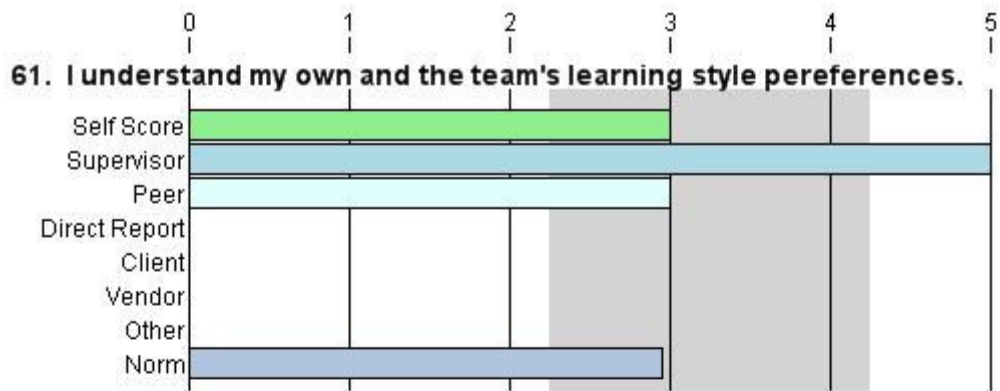 0 1 2 3 4 5
61. I understand my own and the team's learning style pereferences.
Self Score
Supervisor
Peer
Direct Report
Client
Vendor
Other
Norm